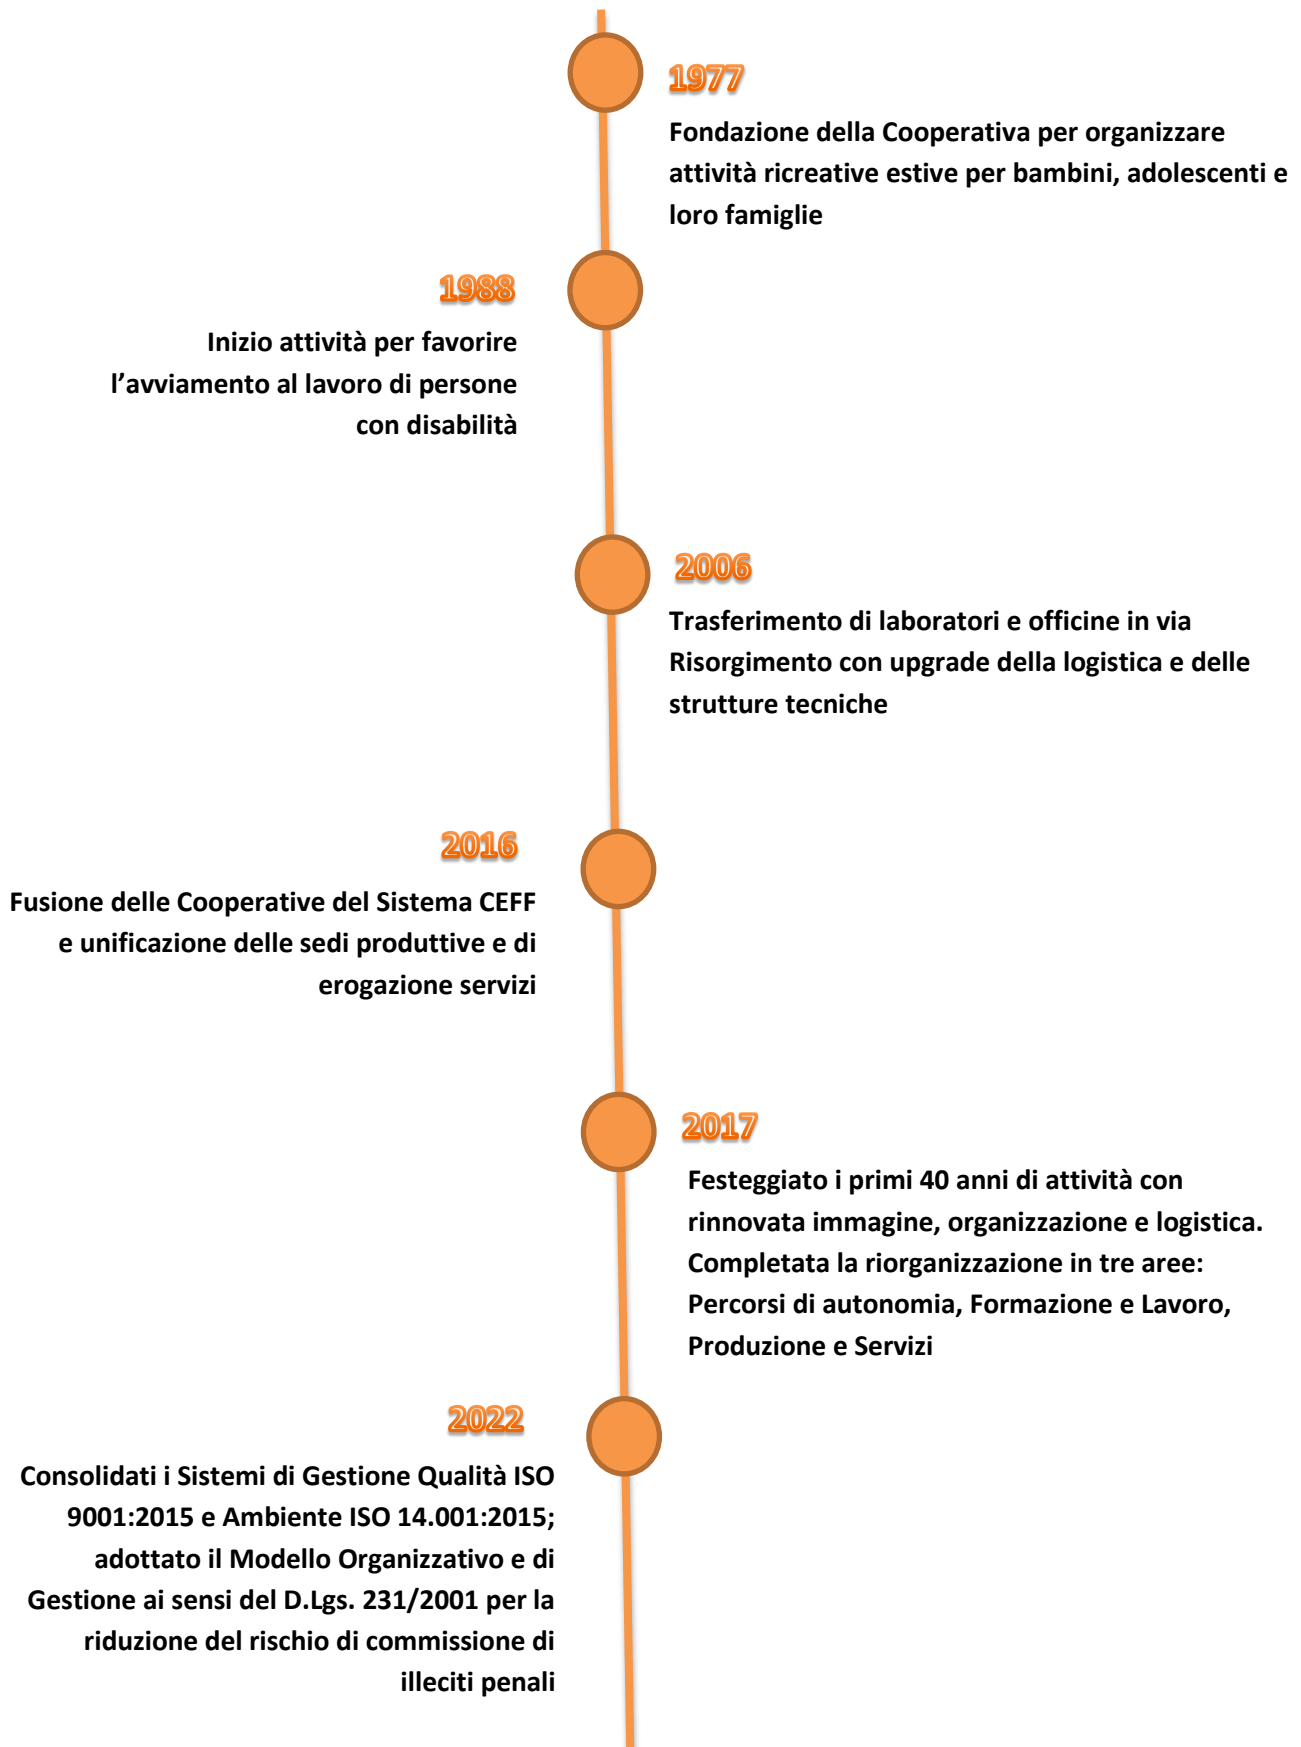 1977
Fondazione della Cooperativa per organizzare
attività ricreative estive per bambini, adolescenti e
loro famiglie
1988
Inizio attività per favorire
l’avviamento al lavoro di persone
con disabilità
2006
Trasferimento di laboratori e officine in via
Risorgimento con upgrade della logistica e delle
strutture tecniche
2016
Fusione delle Cooperative del Sistema CEFF
e unificazione delle sedi produttive e di
erogazione servizi
2017
Festeggiato i primi 40 anni di attività con
rinnovata immagine, organizzazione e logistica.
Completata la riorganizzazione in tre aree:
Percorsi di autonomia, Formazione e Lavoro,
Produzione e Servizi
2022
Consolidati i Sistemi di Gestione Qualità ISO
9001:2015 e Ambiente ISO 14.001:2015;
adottato il Modello Organizzativo e di
Gestione ai sensi del D.Lgs. 231/2001 per la
riduzione del rischio di commissione di
illeciti penali